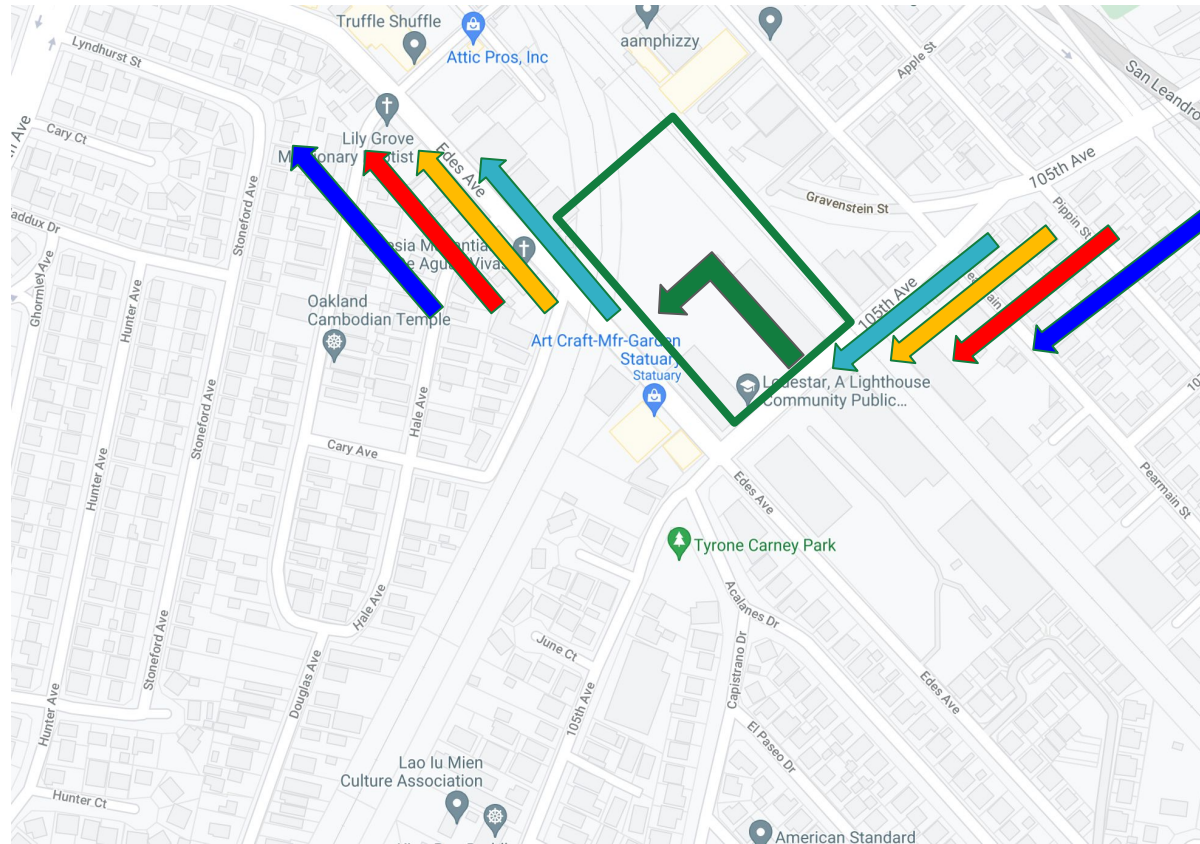 Truffle Shuffle
Attic Pros, Inc
aamphizzy
Apple St
San Leandro
Lyndhurst St
Cary Ct
Lily Grove
Edes Ave
105th Ave
Gravenstein St
Pippin St
Stoneford Ave
Hunter Ave
Ghormley Ave
Oakland
Cambodian Temple
Art Craft-Mfr-Garden
Statuary
Statuary
105th Ave
Lodestar, A Lighthouse
Community Public...
Hale Ave
Stoneford Ave
Cary Ave
Hunter Ave
Edes Ave
Pearmain St
Tyrone Carney Park
Acalanes Dr
Hale Ave
June Ct
Capistrano Dr
Stoneford Ave
Douglas Ave
Edes Ave
Hunter Ave
105th Ave
El Paseo Dr
Lao Iu Mien
Culture Association
Hunter Ct
American Standard